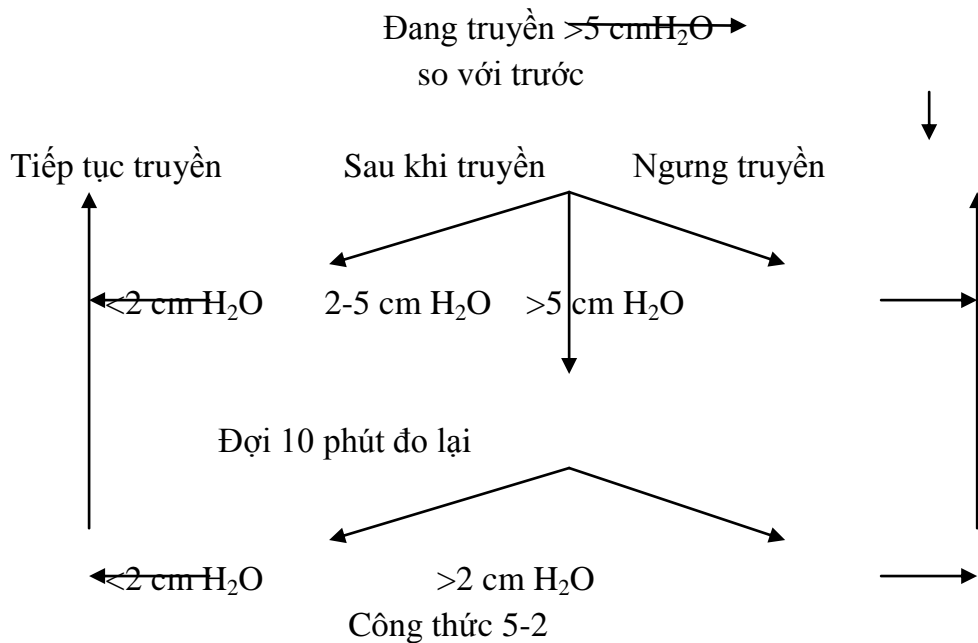 Đang truyền >5 cmH₂O
so với trước
Tiếp tục truyền Sau khi truyền Ngưng truyền
<2 cm H₂O 2-5 cm H₂O >5 cm H₂O
Đợi 10 phút đo lại
<2 cm H₂O >2 cm H₂O
Công thức 5-2